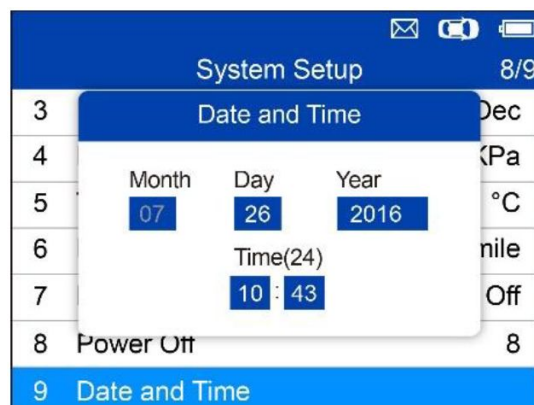 System Setup 8/9
Date and Time
3 Dec
4 KPa
5 °C
6 mile
7 Off
Month Day Year
07 26 2016
Time(24)
10 : 43
8 Power Off 8
9 Date and Time